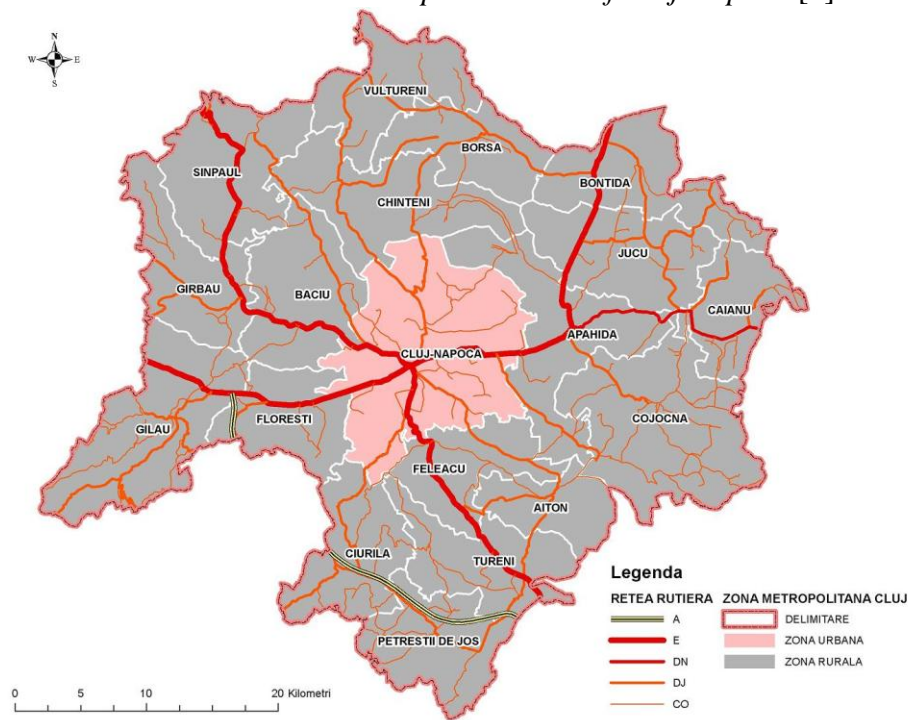 N
W E
S
VULTURENI
BORSA
SINPAUL
BONTIDA
CHINTENI
JUCU
GIRBAU
BACIU
CAIANU
APAHIDA
CLUJ-NAPOCA
COJOCNA
FLORESTI
GILAU
FELEACU
AITON
CIURILA
TURENI
PETRESTII DE JOS
Legenda
RETEA RUTIERA
A
E
DN
DJ
CO
ZONA METROPOLITANA CLUJ
DELIMITARE
ZONA URBANA
ZONA RURALA
0 5 10 20 Kilometri